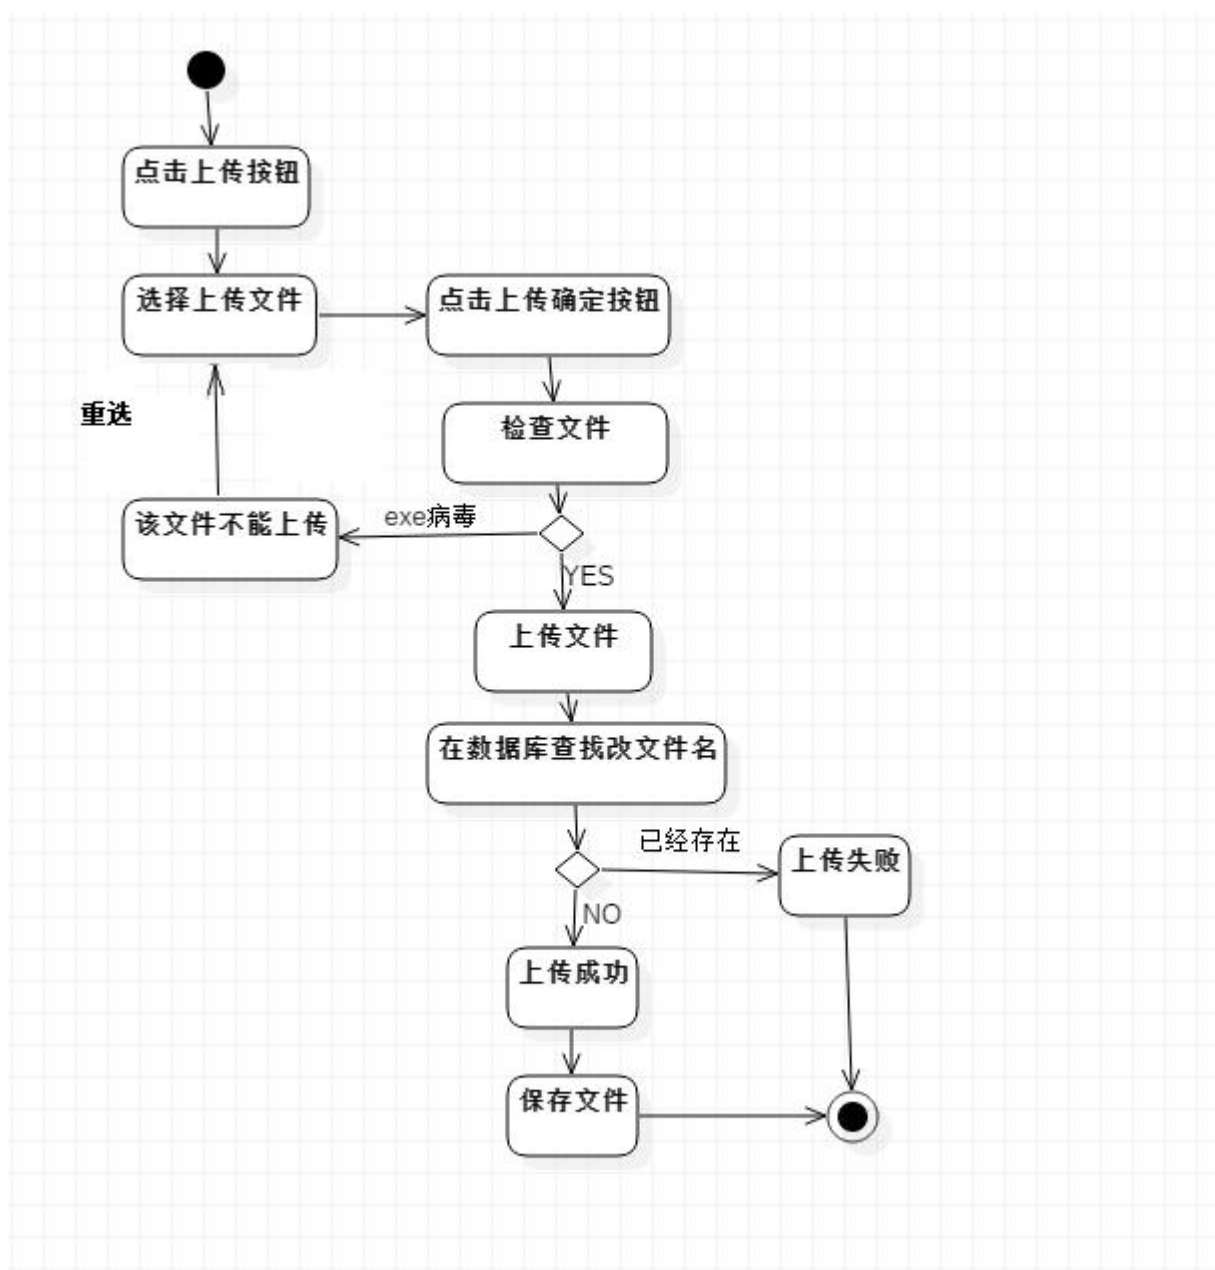 点击上传按钮
选择上传文件
点击上传确定按钮
重选
检查文件
exe病毒
该文件不能上传
YES
上传文件
在数据库查找改文件名
已经存在
上传失败
NO
上传成功
保存文件